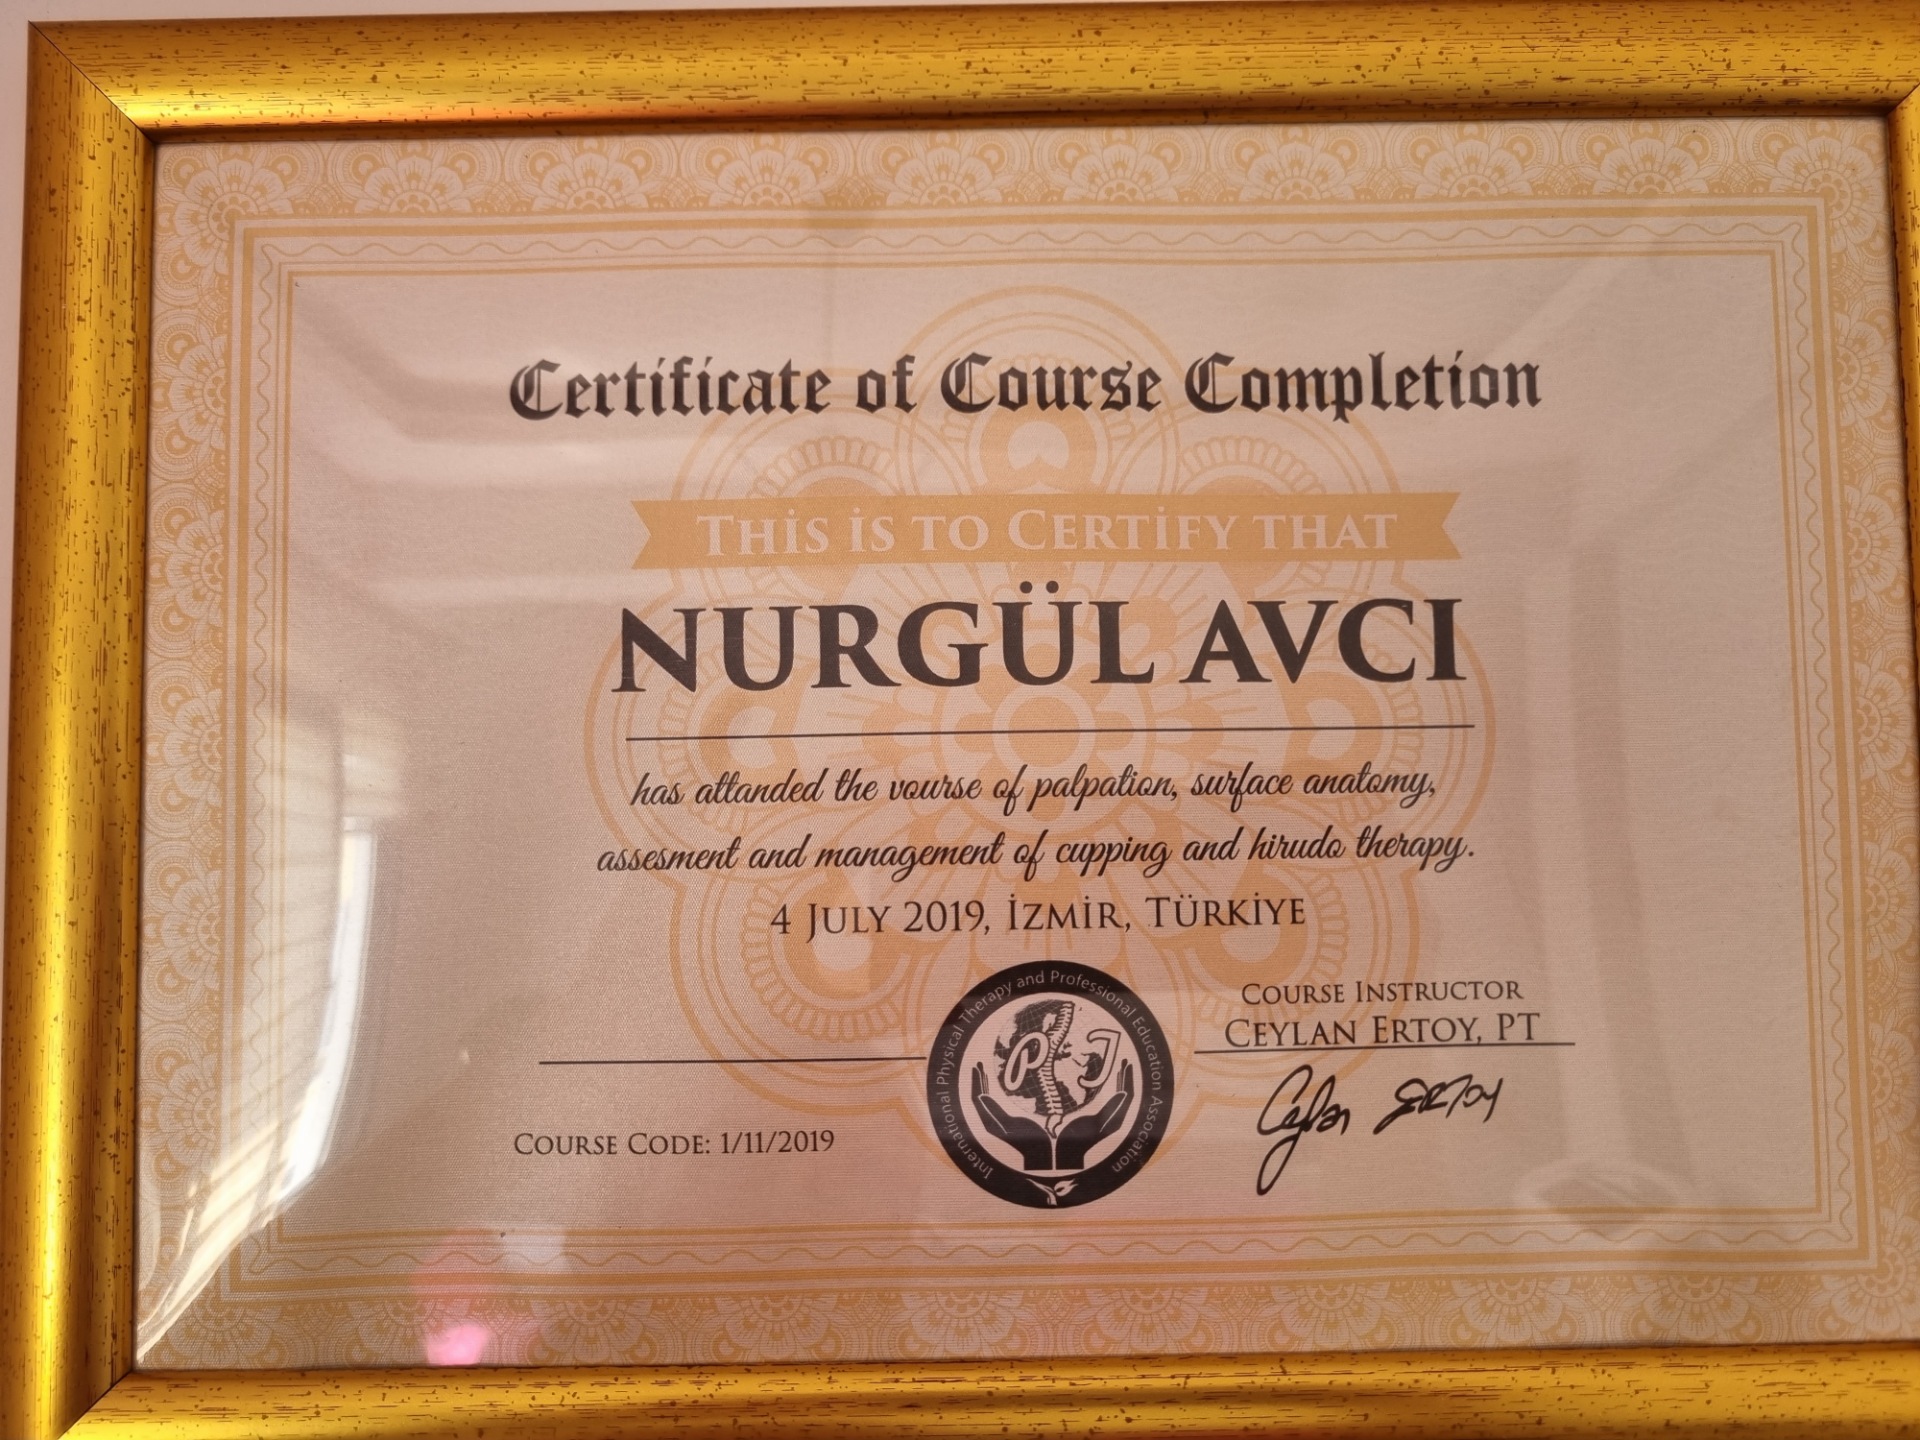 Certificate of Course Completion
THİS İS TO CERTİFY THAT
NURGÜL AVCI
has attanded the vourse of palpation, surface anatomy,
assesment and management of cupping and hirudo therapy.
4 JULY 2019, İZMİR, TÜRKİYE
International Physical Therapy and Professional Education Association
P J
COURSE INSTRUCTOR
CEYLAN ERTOY, PT
Ceylan ERTOY
COURSE CODE: 1/11/2019